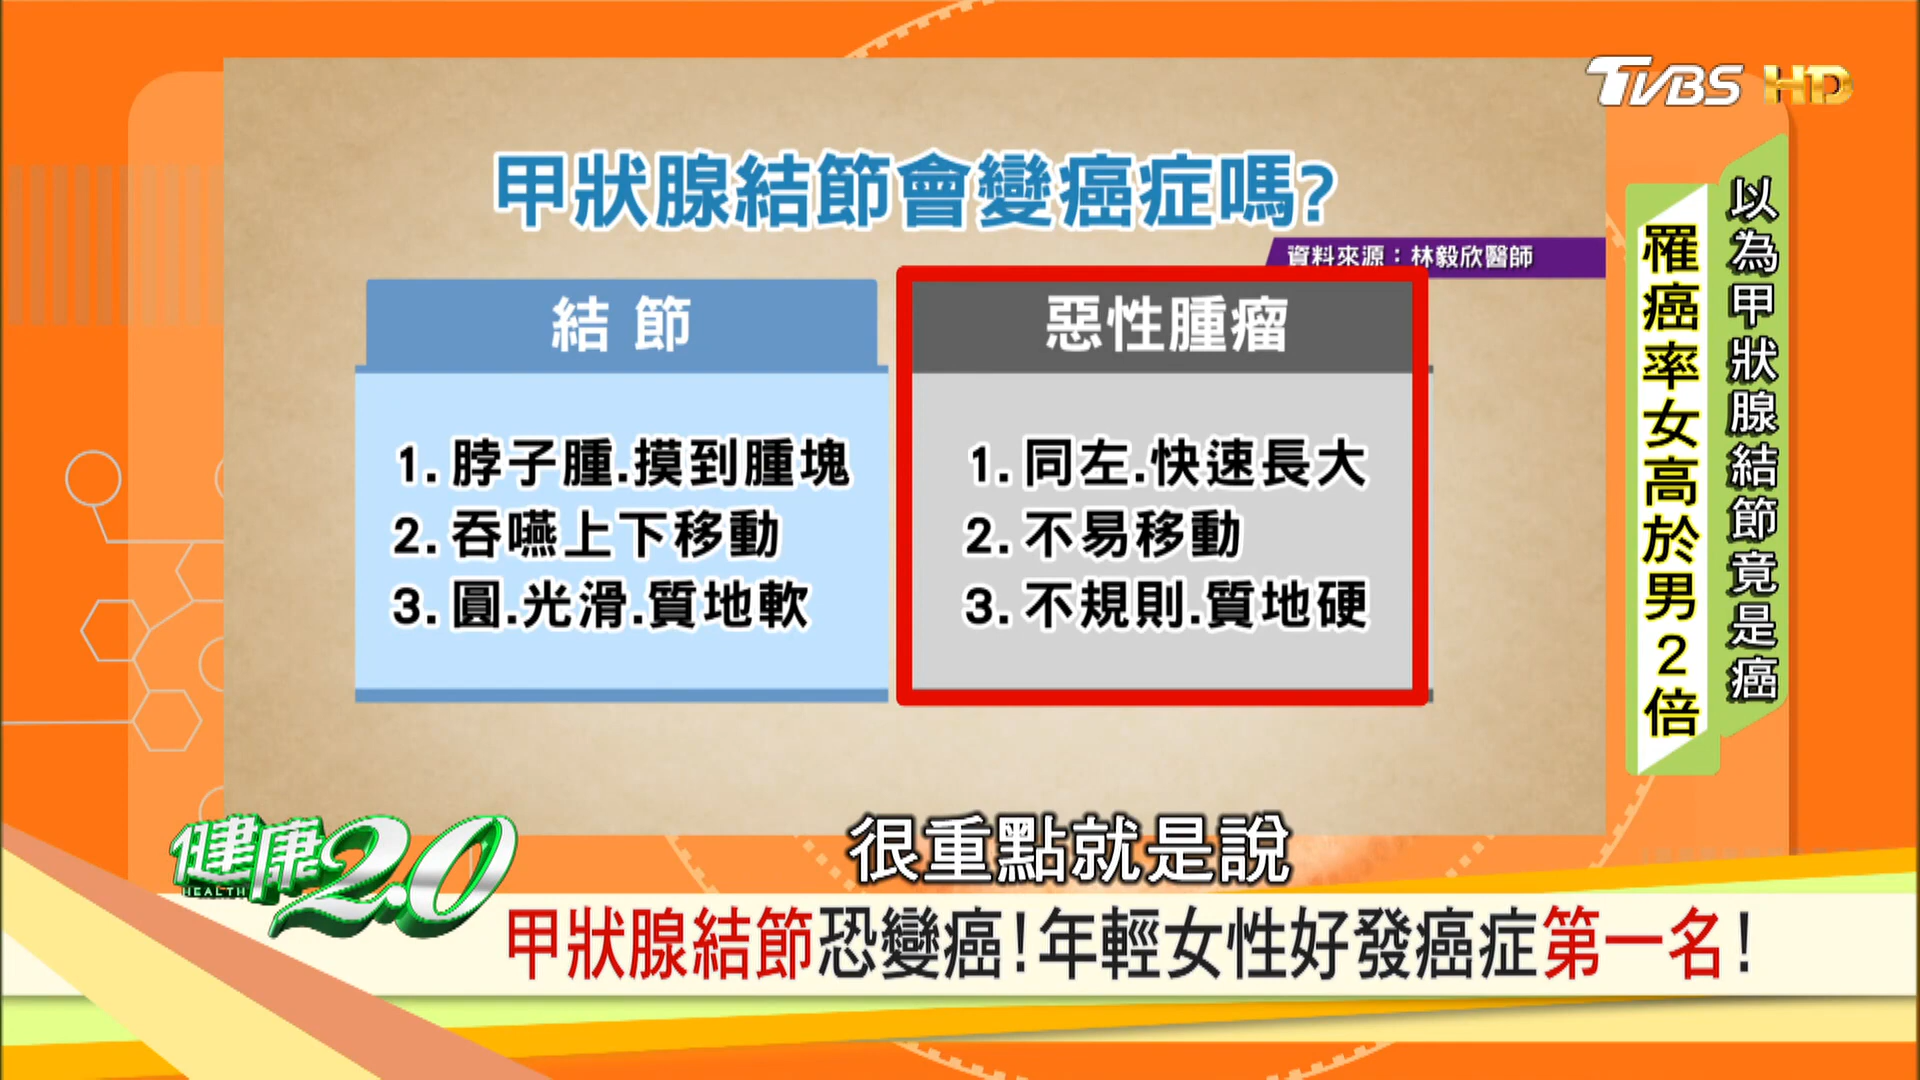 TVBS HD
甲狀腺結節會變癌症嗎?
資料來源：林毅欣醫師
結節
1.脖子腫.摸到腫塊
2.吞嚥上下移動
3.圓.光滑.質地軟
惡性腫瘤
1.同左.快速長大
2.不易移動
3.不規則.質地硬
以為甲狀腺結節竟是癌
罹癌率女高於男2倍
很重點就是說
健康2.0
HEALTH
甲狀腺結節恐變癌!年輕女性好發癌症第一名!